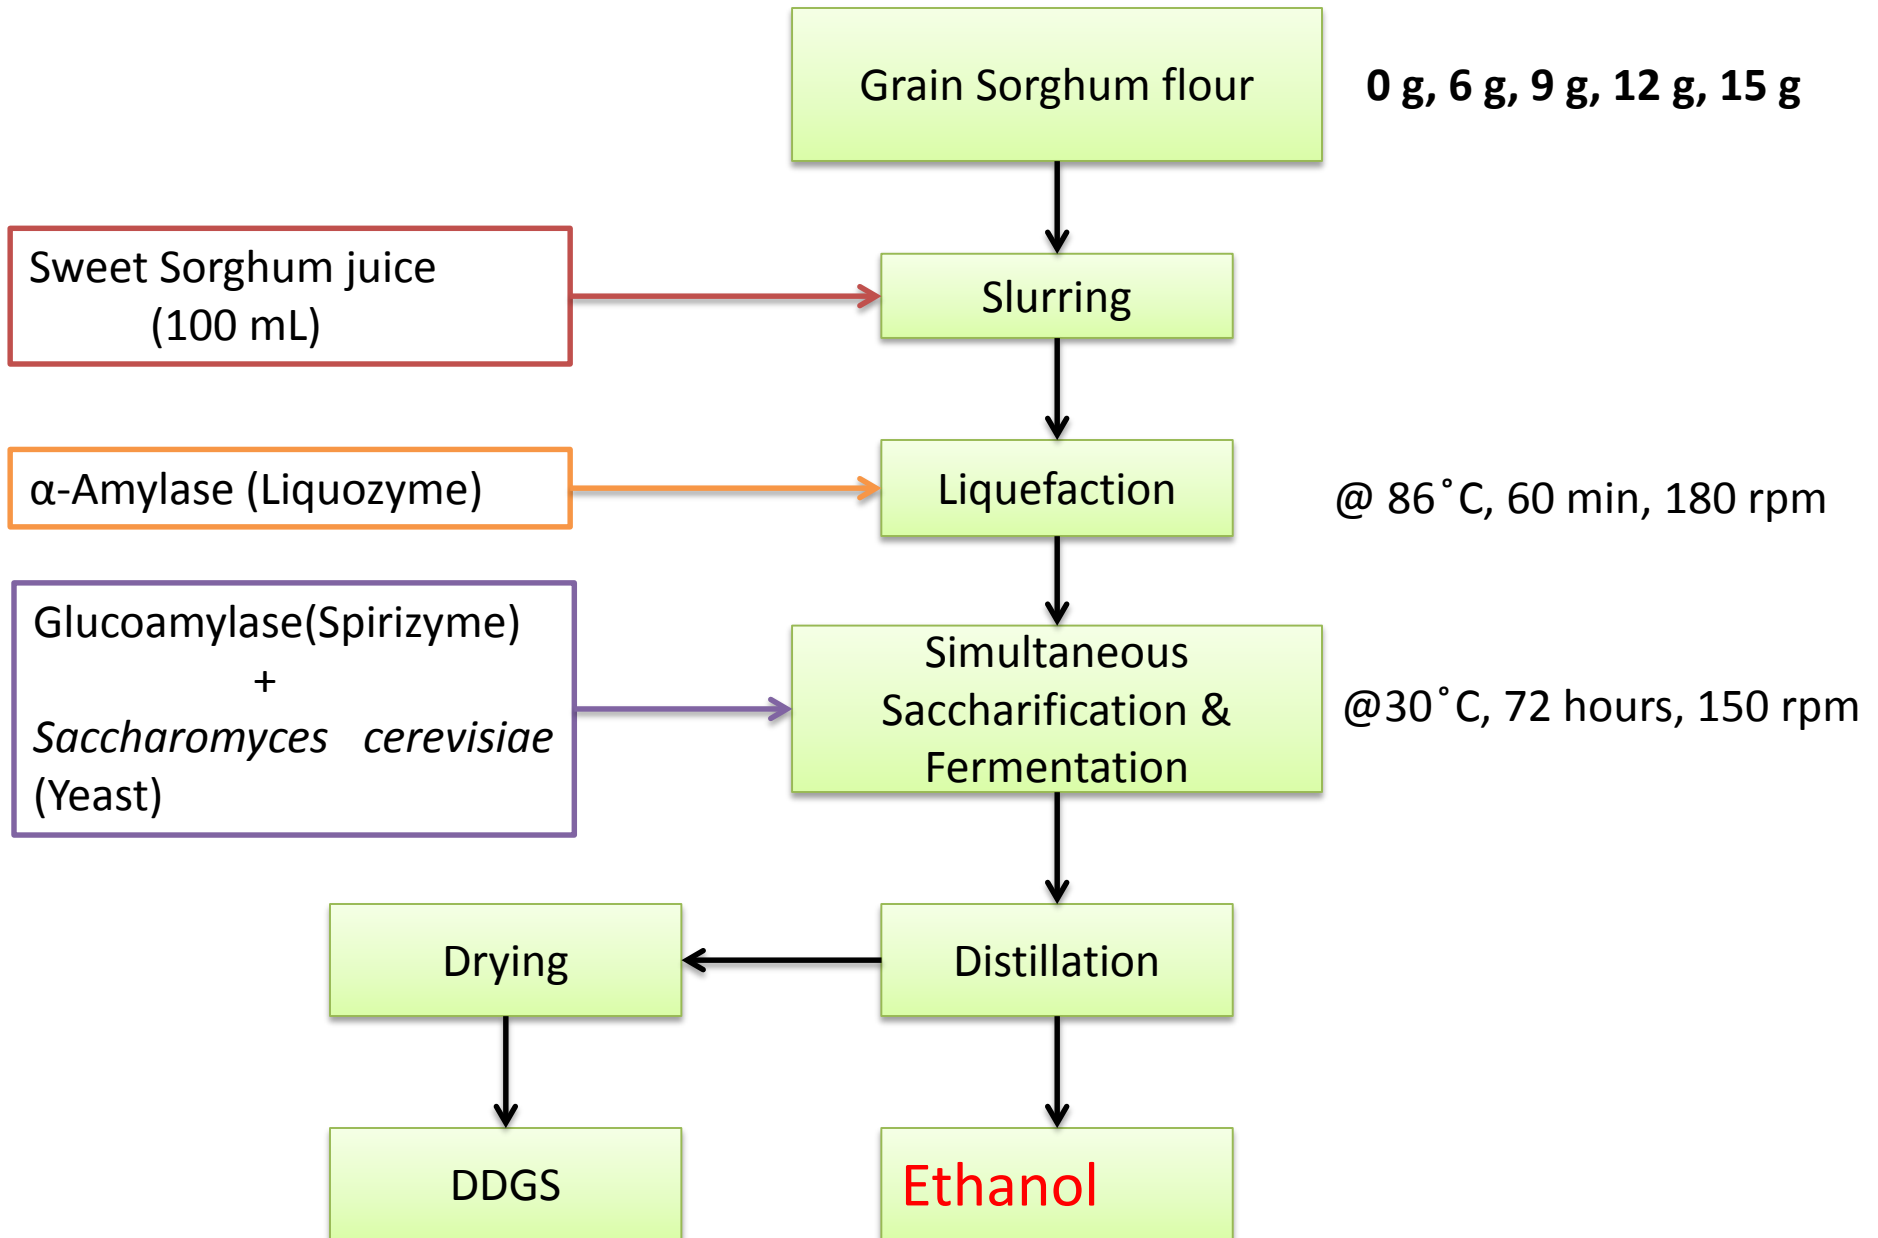 Grain Sorghum flour
0 g, 6 g, 9 g, 12 g, 15 g
Sweet Sorghum juice
(100 mL)
Slurring
α-Amylase (Liquozyme)
Liquefaction
@ 86˚C, 60 min, 180 rpm
Glucoamylase(Spirizyme)
+
Saccharomyces cerevisiae
(Yeast)
Simultaneous
Saccharification &
Fermentation
@30˚C, 72 hours, 150 rpm
Drying
Distillation
DDGS
Ethanol